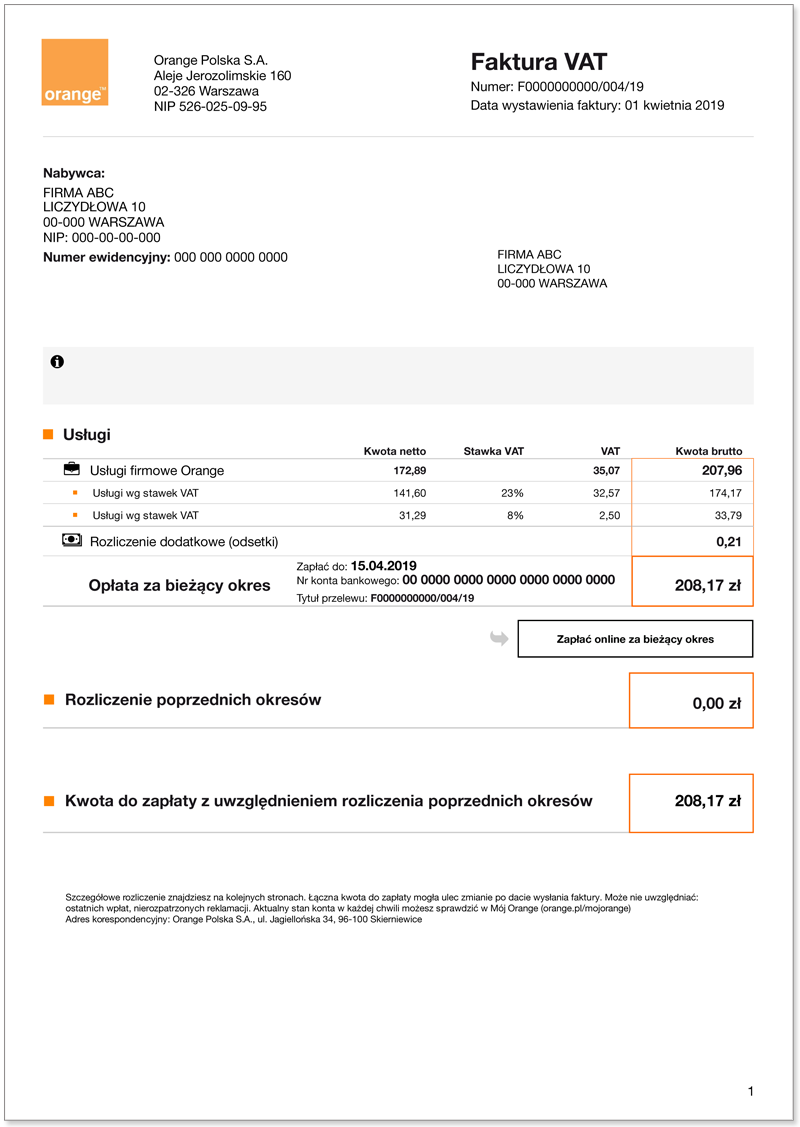 orange™
Orange Polska S.A.
Aleje Jerozolimskie 160
02-326 Warszawa
NIP 526-025-09-95
Faktura VAT
Numer: F0000000000/004/19
Data wystawienia faktury: 01 kwietnia 2019
Nabywca:
FIRMA ABC
LICZYDŁOWA 10
00-000 WARSZAWA
NIP: 000-00-00-000
Numer ewidencyjny: 000 000 0000 0000
FIRMA ABC
LICZYDŁOWA 10
00-000 WARSZAWA
Usługi
Kwota netto Stawka VAT VAT Kwota brutto
Usługi firmowe Orange 172,89 35,07 207,96
Usługi wg stawek VAT 141,60 23% 32,57 174,17
Usługi wg stawek VAT 31,29 8% 2,50 33,79
Rozliczenie dodatkowe (odsetki) 0,21
Opłata za bieżący okres
Zapłać do: 15.04.2019
Nr konta bankowego: 00 0000 0000 0000 0000 0000 0000
Tytuł przelewu: F0000000000/004/19
208,17 zł
Zapłać online za bieżący okres
Rozliczenie poprzednich okresów 0,00 zł
Kwota do zapłaty z uwzględnieniem rozliczenia poprzednich okresów 208,17 zł
Szczegółowe rozliczenie znajdziesz na kolejnych stronach. Łączna kwota do zapłaty mogła ulec zmianie po dacie wysłania faktury. Może nie uwzględniać:
ostatnich wpłat, nierozpatrzonych reklamacji. Aktualny stan konta w każdej chwili możesz sprawdzić w Mój Orange (orange.pl/mojorange)
Adres korespondencyjny: Orange Polska S.A., ul. Jagiellońska 34, 96-100 Skierniewice
1